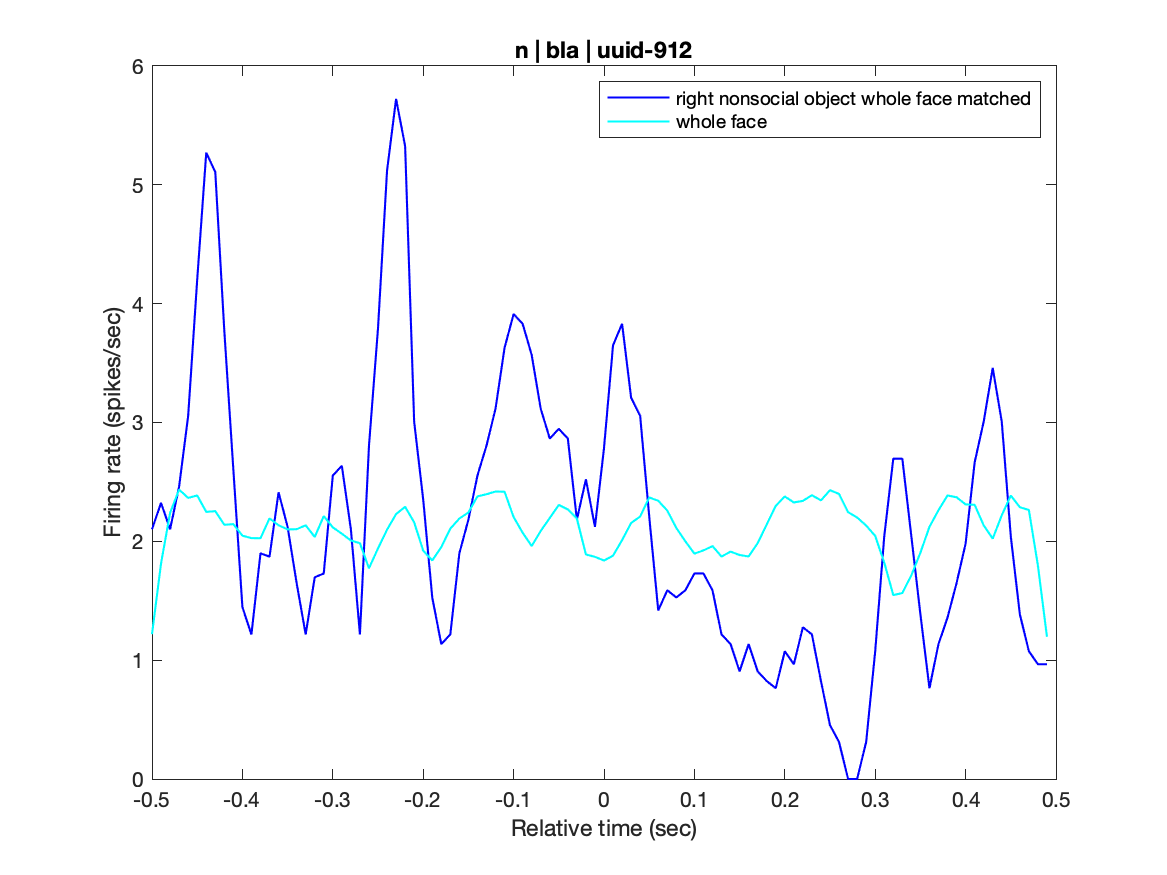 n | bla | uuid-912
right nonsocial object whole face matched
whole face
Firing rate (spikes/sec)
6
5
4
3
2
1
0
-0.5 -0.4 -0.3 -0.2 -0.1 0 0.1 0.2 0.3 0.4 0.5
Relative time (sec)